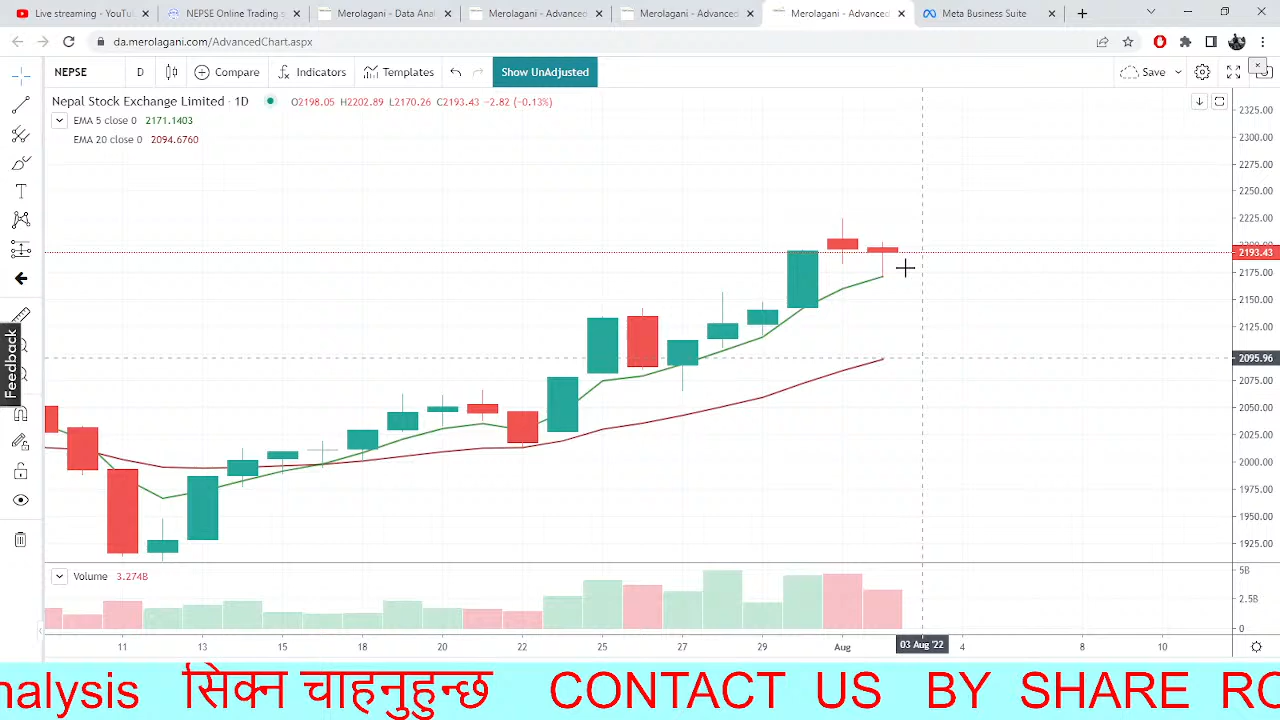 Live streaming - YouTu
NEPSE Online Trading s
Merolagani - Data Anal
Merolagani - Advanced
Merolagani - Advanced
Merolagani - Advanced
Meta Business Suite
da.merolagani.com/AdvancedChart.aspx
NEPSE D Compare Indicators Templates Show UnAdjusted Save
Nepal Stock Exchange Limited · 1D O2198.05 H2202.89 L2170.26 C2193.43 −2.82 (−0.13%)
EMA 5 close 0 2171.1403
EMA 20 close 0 2094.6760
2325.00
2300.00
2275.00
2250.00
2225.00
2193.43
2175.00
2150.00
2125.00
2095.96
2075.00
2050.00
2025.00
2000.00
1975.00
1950.00
1925.00
Feedback
Volume 3.274B
5B
2.5B
0
11 13 15 18 20 22 25 27 29 Aug 03 Aug '22 4 8 10
nalysis सिक्न चाहनुहुन्छ CONTACT US BY SHARE RO